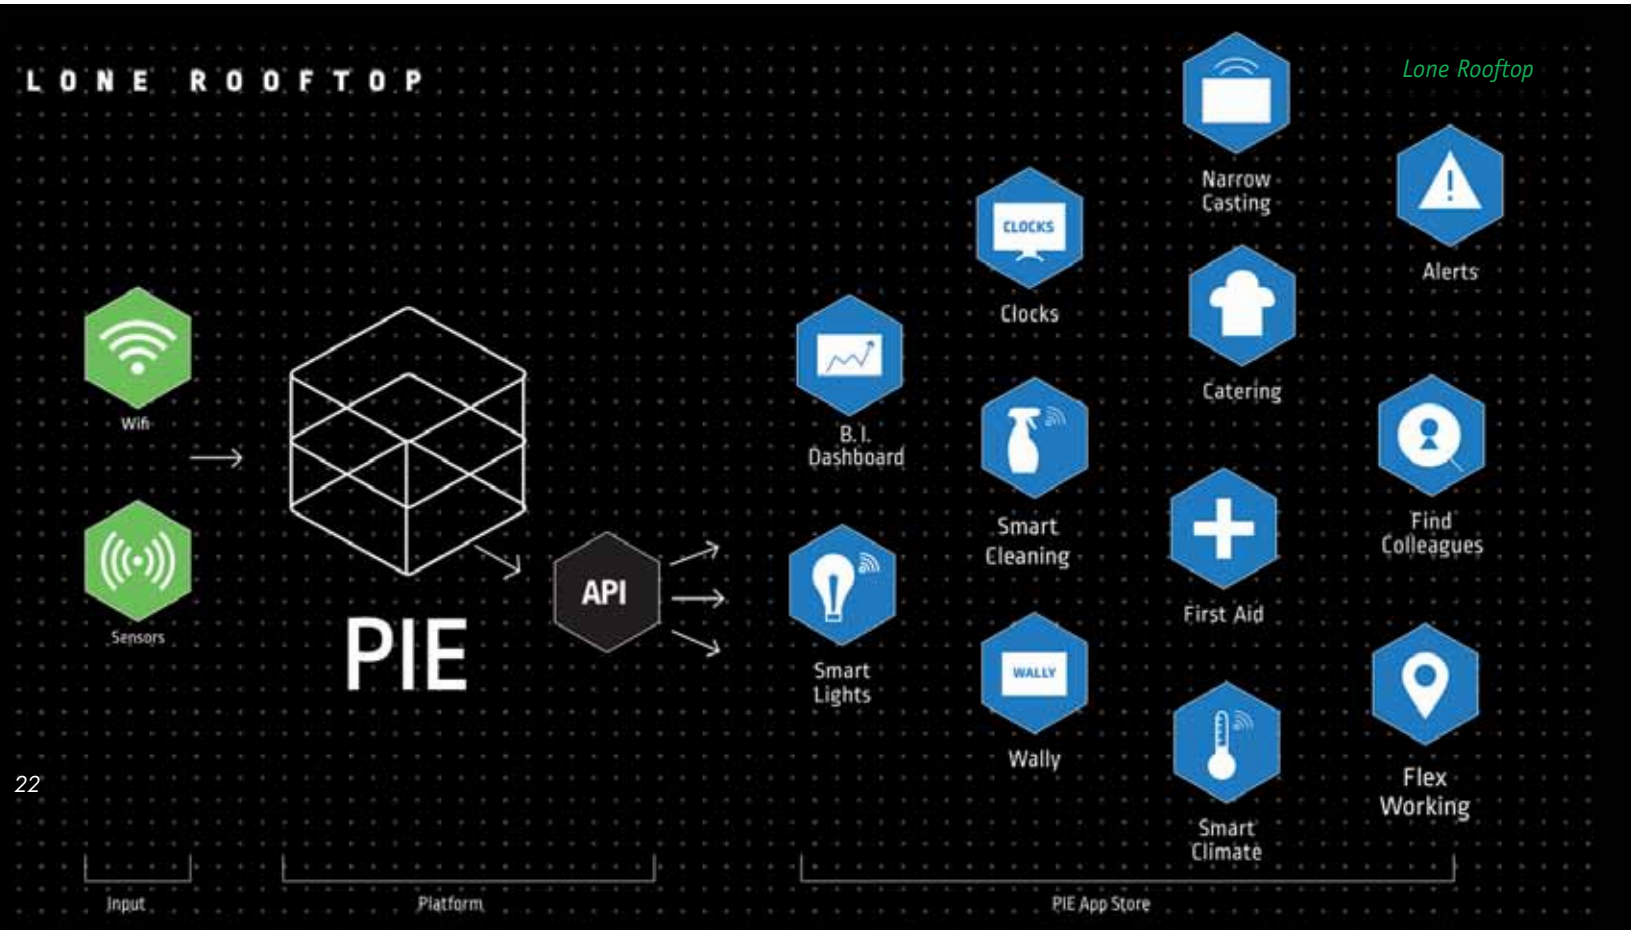 LONE ROOFTOP
Lone Rooftop
Wifi
Sensors
PIE
API
B.I.
Dashboard
Smart
Lights
CLOCKS
Clocks
Smart
Cleaning
WALLY
Wally
Narrow
Casting
Catering
First Aid
Smart
Climate
Alerts
Find
Colleagues
Flex
Working
22
Input
Platform
PIE App Store